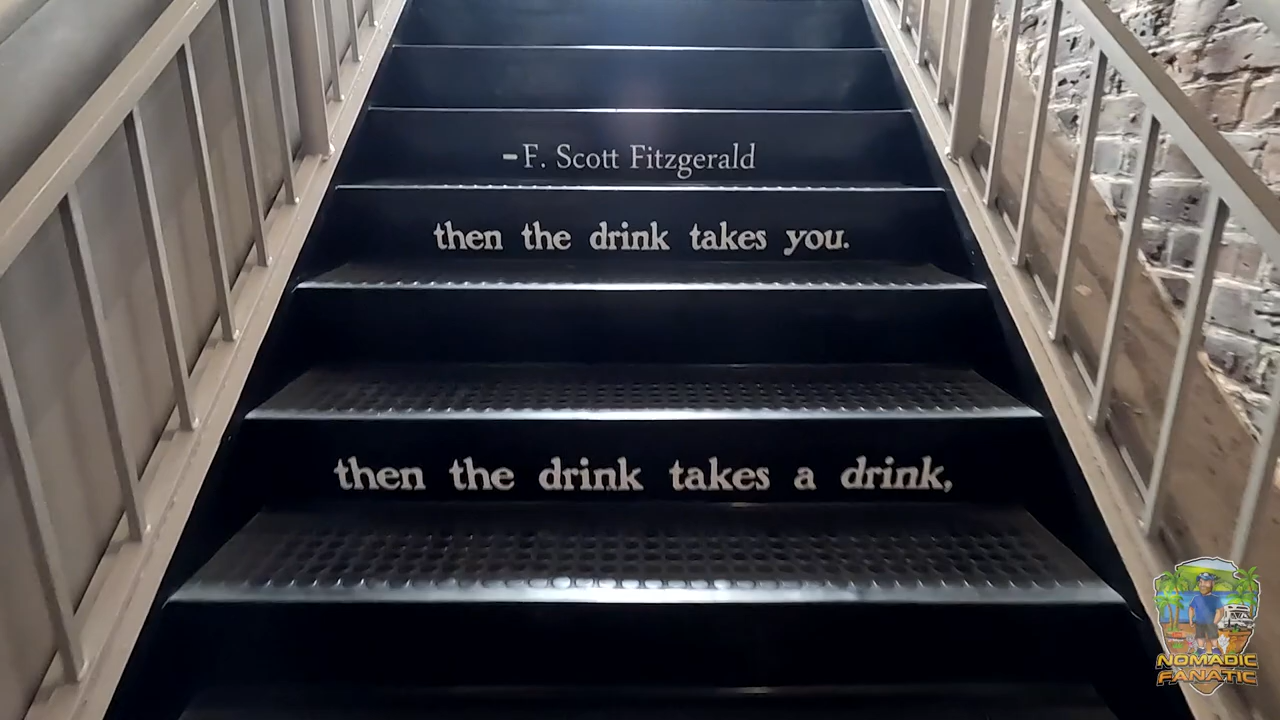 -F. Scott Fitzgerald
then the drink takes you.
then the drink takes a drink,
NOMADIC
FANATIC